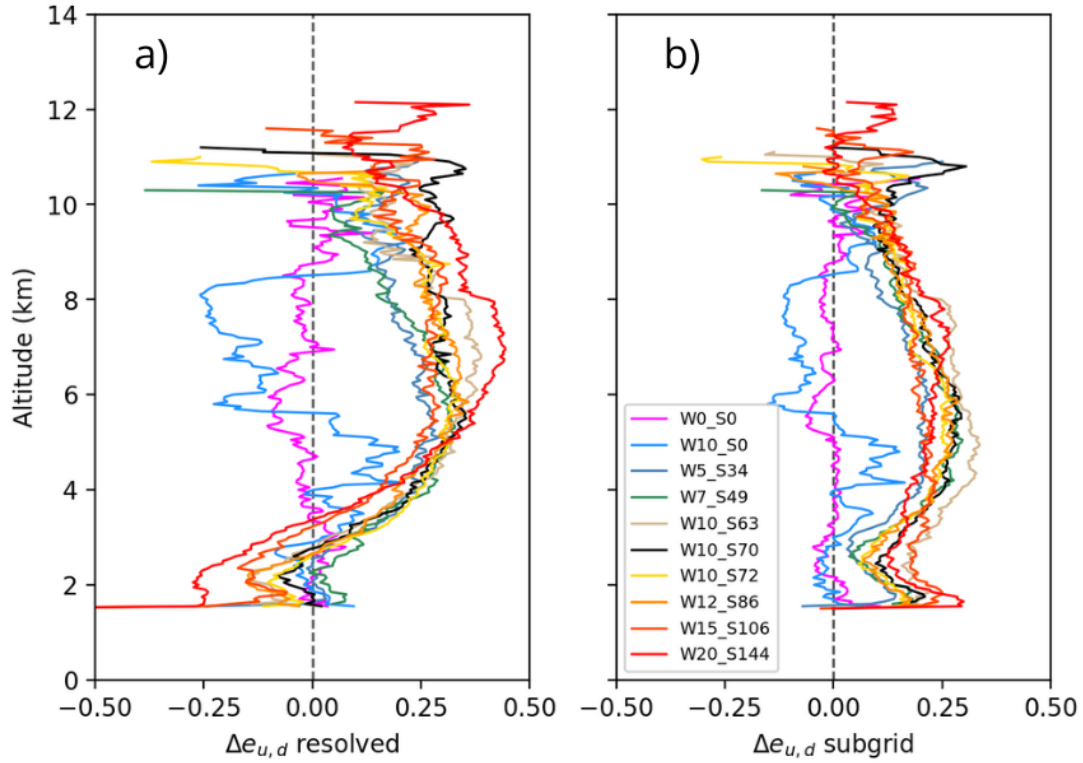 a)
14
12
10
8
6
4
2
0
Altitude (km)
−0.50 −0.25 0.00 0.25 0.50
Δe_{u,d} resolved
b)
W0_S0
W10_S0
W5_S34
W7_S49
W10_S63
W10_S70
W10_S72
W12_S86
W15_S106
W20_S144
−0.50 −0.25 0.00 0.25 0.50
Δe_{u,d} subgrid